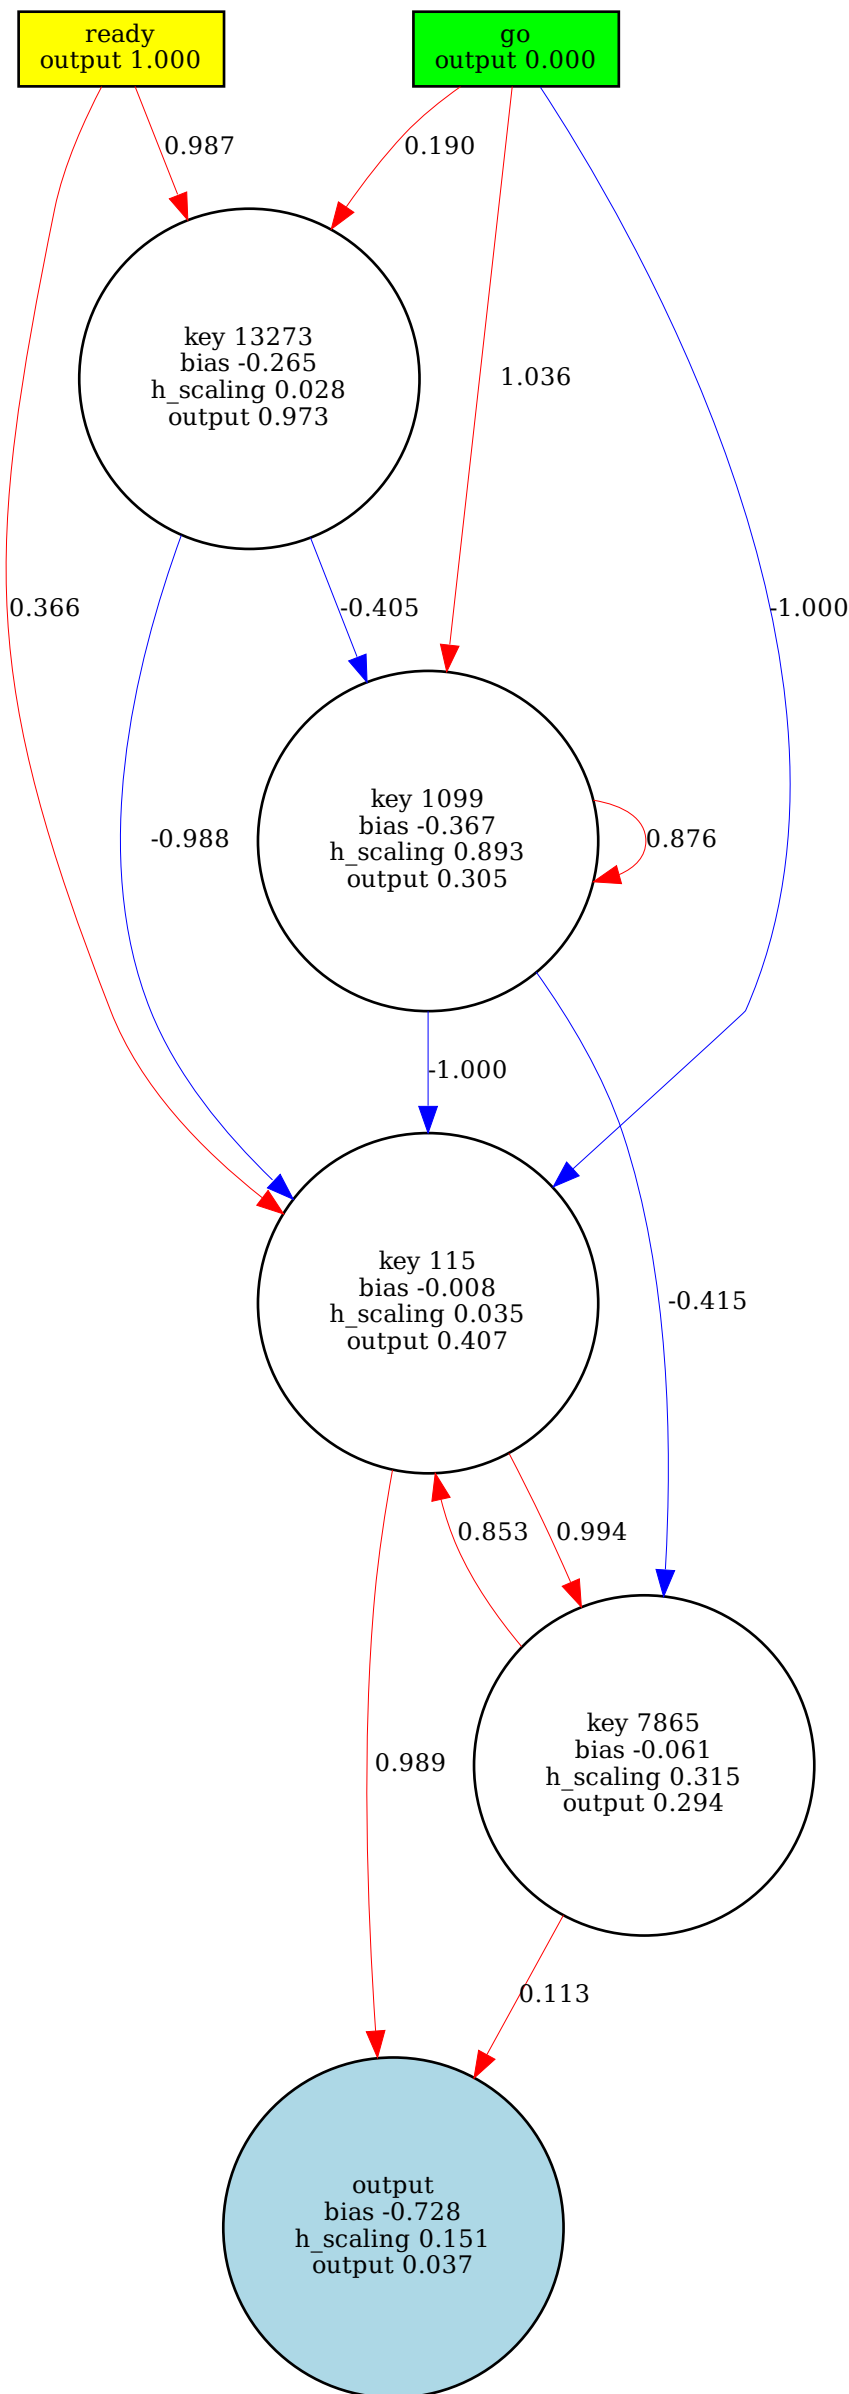 ready
output 1.000
go
output 0.000
0.987
0.190
key 13273
bias -0.265
h_scaling 0.028
output 0.973
1.036
0.366
-0.405
-1.000
key 1099
bias -0.367
h_scaling 0.893
output 0.305
-0.988
0.876
-1.000
key 115
bias -0.008
h_scaling 0.035
output 0.407
-0.415
0.853
0.994
key 7865
bias -0.061
h_scaling 0.315
output 0.294
0.989
0.113
output
bias -0.728
h_scaling 0.151
output 0.037